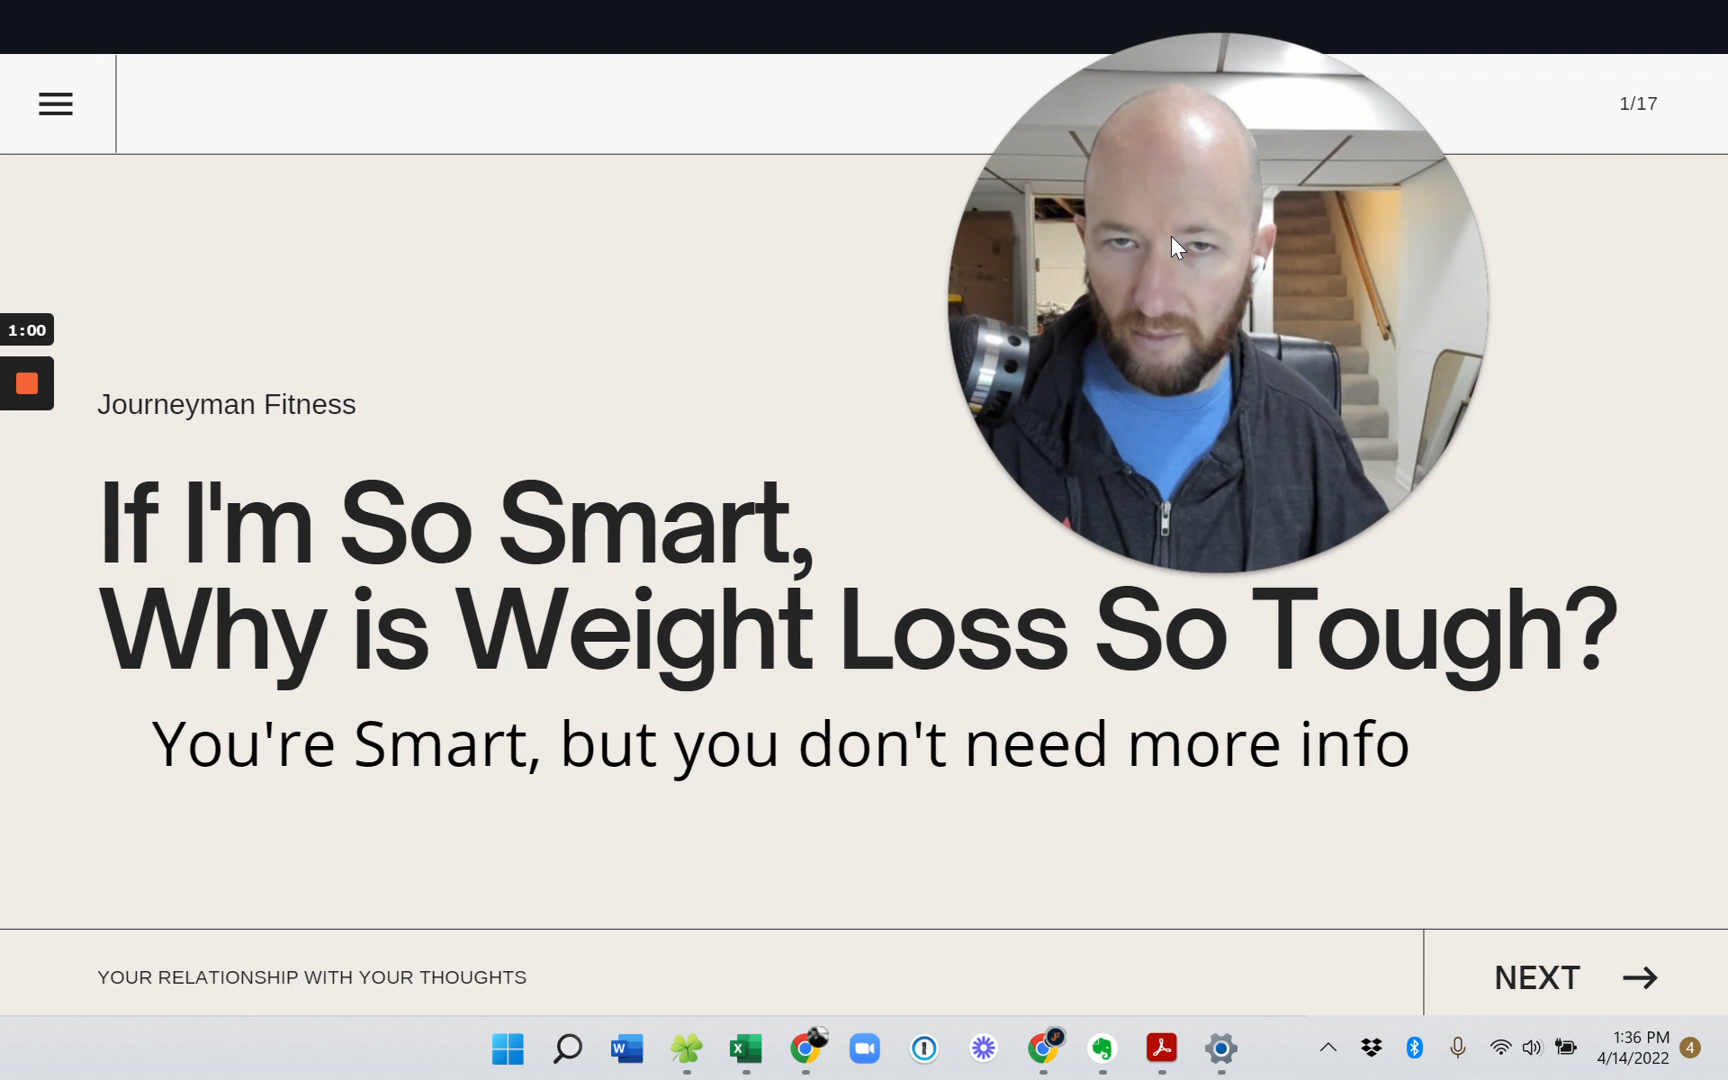 1/17
1:00
Journeyman Fitness
If I'm So Smart,
Why is Weight Loss So Tough?
You're Smart, but you don't need more info
YOUR RELATIONSHIP WITH YOUR THOUGHTS
NEXT
1:36 PM
4/14/2022
4